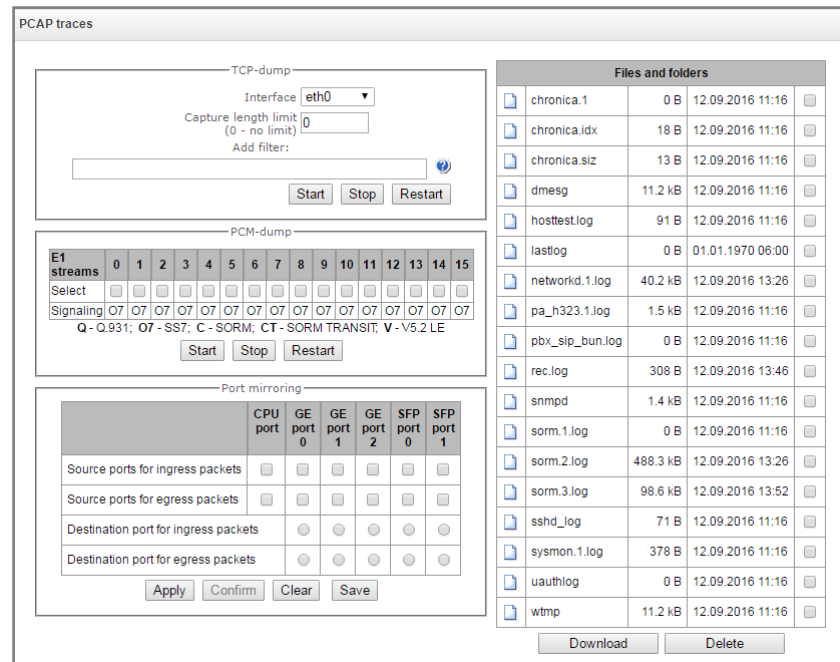 PCAP traces
TCP-dump
Interface eth0
Capture length limit
(0 - no limit) 0
Add filter:
Start Stop Restart
PCM-dump
E1 streams 0 1 2 3 4 5 6 7 8 9 10 11 12 13 14 15
Select
Signaling O7 O7 O7 O7 O7 O7 O7 O7 O7 O7 O7 O7 O7 O7 O7 O7
Q - Q.931; O7 - SS7; C - SORM; CT - SORM TRANSIT; V - V5.2 LE
Start Stop Restart
Port mirroring
CPU port GE port 0 GE port 1 GE port 2 SFP port 0 SFP port 1
Source ports for ingress packets
Source ports for egress packets
Destination port for ingress packets
Destination port for egress packets
Apply Confirm Clear Save
Files and folders
chronica.1 0 B 12.09.2016 11:16
chronica.idx 18 B 12.09.2016 11:16
chronica.siz 13 B 12.09.2016 11:16
dmesg 11.2 kB 12.09.2016 11:16
hosttest.log 91 B 12.09.2016 11:16
lastlog 0 B 01.01.1970 06:00
networkd.1.log 40.2 kB 12.09.2016 13:26
pa_h323.1.log 1.5 kB 12.09.2016 11:16
pbx_sip_bun.log 0 B 12.09.2016 11:16
rec.log 308 B 12.09.2016 13:46
snmpd 1.4 kB 12.09.2016 11:16
sorm.1.log 0 B 12.09.2016 11:16
sorm.2.log 488.3 kB 12.09.2016 13:26
sorm.3.log 98.6 kB 12.09.2016 13:52
sshd_log 71 B 12.09.2016 11:16
sysmon.1.log 378 B 12.09.2016 11:16
uauthlog 0 B 12.09.2016 11:16
wtmp 11.2 kB 12.09.2016 11:16
Download Delete